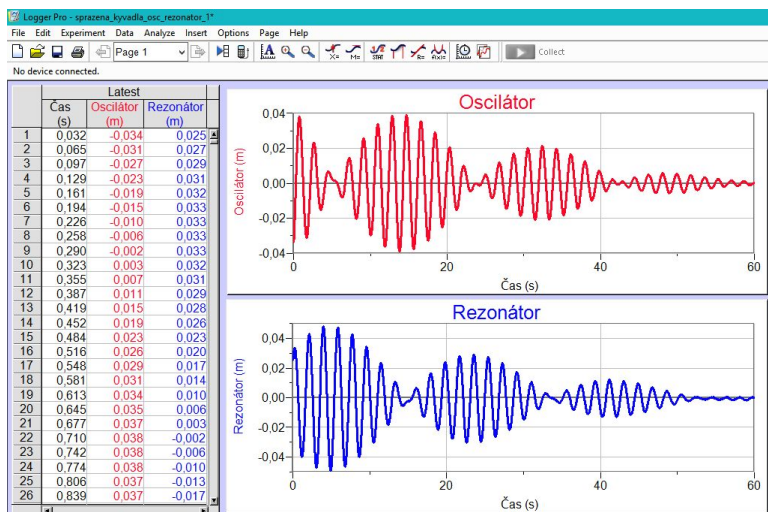 Logger Pro - sprazena_kyvadla_osc_rezonator_1*
File Edit Experiment Data Analyze Insert Options Page Help
Page 1
X= M= STAT R= f(x)= Collect
No device connected.
Latest
Čas Oscilátor Rezonátor
(s) (m) (m)
1 0,032 -0,034 0,025
2 0,065 -0,031 0,027
3 0,097 -0,027 0,029
4 0,129 -0,023 0,031
5 0,161 -0,019 0,032
6 0,194 -0,015 0,033
7 0,226 -0,010 0,033
8 0,258 -0,006 0,033
9 0,290 -0,002 0,033
10 0,323 0,003 0,032
11 0,355 0,007 0,031
12 0,387 0,011 0,029
13 0,419 0,015 0,028
14 0,452 0,019 0,026
15 0,484 0,023 0,023
16 0,516 0,026 0,020
17 0,548 0,029 0,017
18 0,581 0,031 0,014
19 0,613 0,034 0,010
20 0,645 0,035 0,006
21 0,677 0,037 0,003
22 0,710 0,038 -0,002
23 0,742 0,038 -0,006
24 0,774 0,038 -0,010
25 0,806 0,037 -0,013
26 0,839 0,037 -0,017
Oscilátor
Oscilátor (m)
0,04
0,02
0,00
-0,02
-0,04
0 20 40 60
Čas (s)
Rezonátor
Rezonátor (m)
0,04
0,02
0,00
-0,02
-0,04
0 20 40 60
Čas (s)